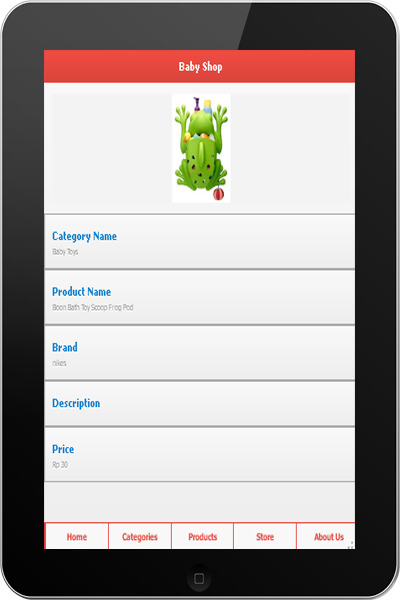 Baby Shop
Category Name
Baby Toys
Product Name
Boon Bath Toy Scoop Frog Pod
Brand
nikes
Description
Price
Rp 30
Home Categories Products Store About Us